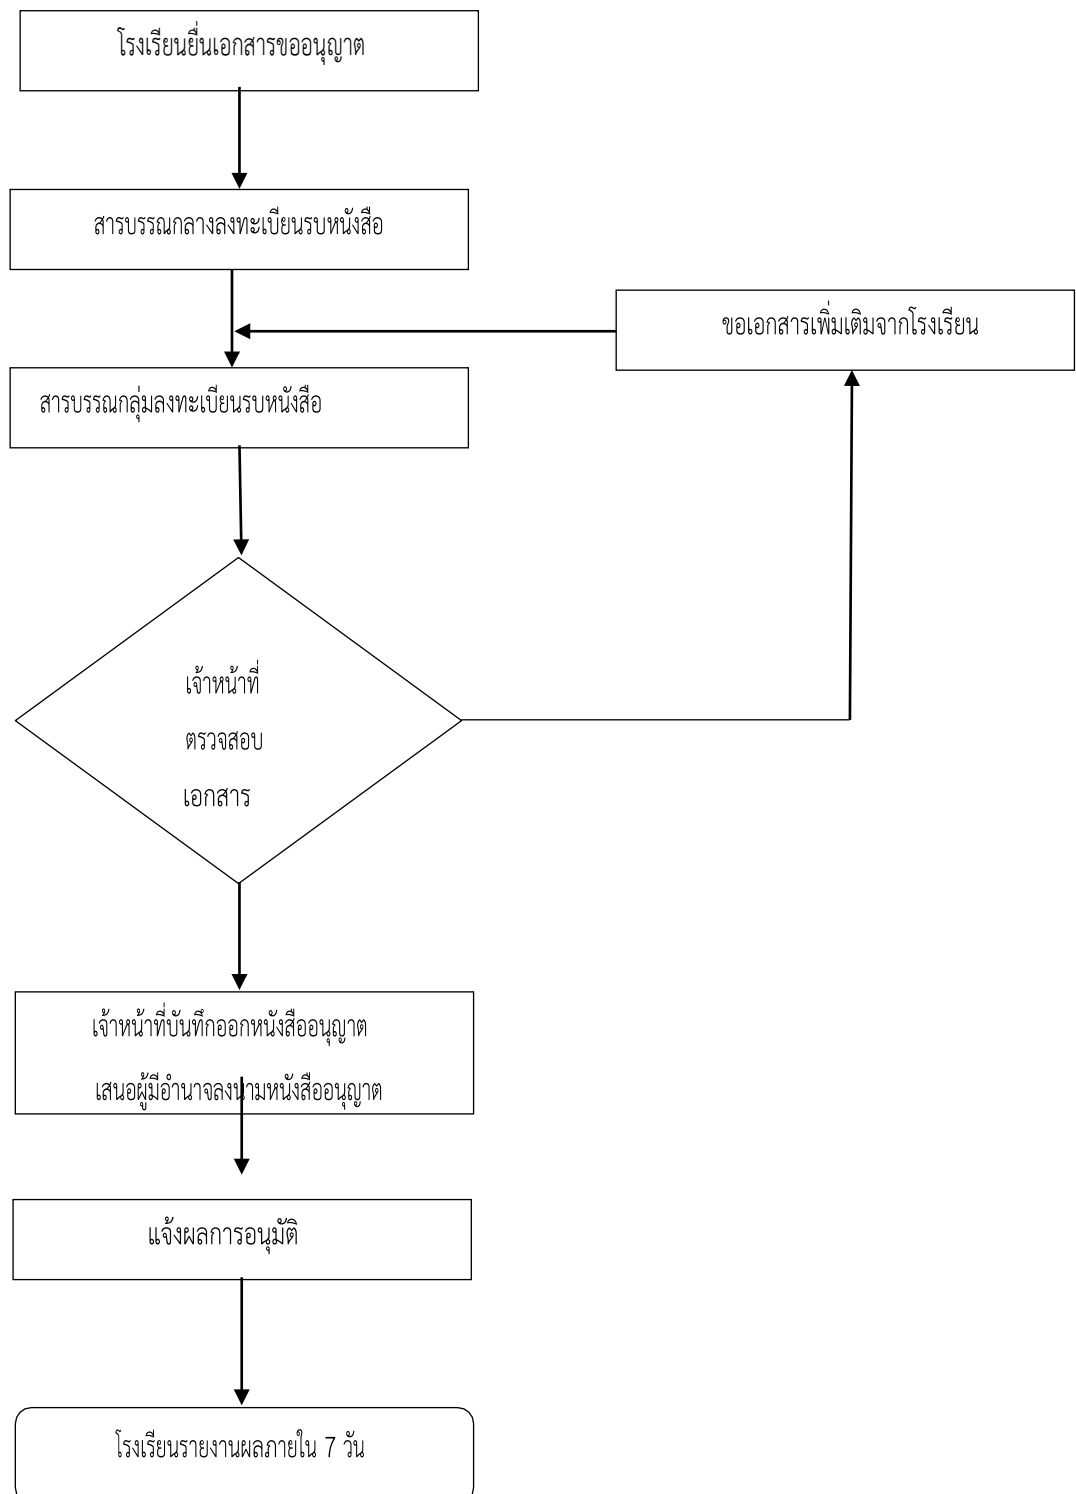 โรงเรียนยื่นเอกสารขออนุญาต
สารบรรณกลางลงทะเบียนรบหนังสือ
ขอเอกสารเพิ่มเติมจากโรงเรียน
สารบรรณกลุ่มลงทะเบียนรบหนังสือ
เจ้าหน้าที่
ตรวจสอบ
เอกสาร
เจ้าหน้าที่บันทึกออกหนังสืออนุญาต
เสนอผู้มีอำนาจลงนามหนังสืออนุญาต
แจ้งผลการอนุมัติ
โรงเรียนรายงานผลภายใน 7 วัน